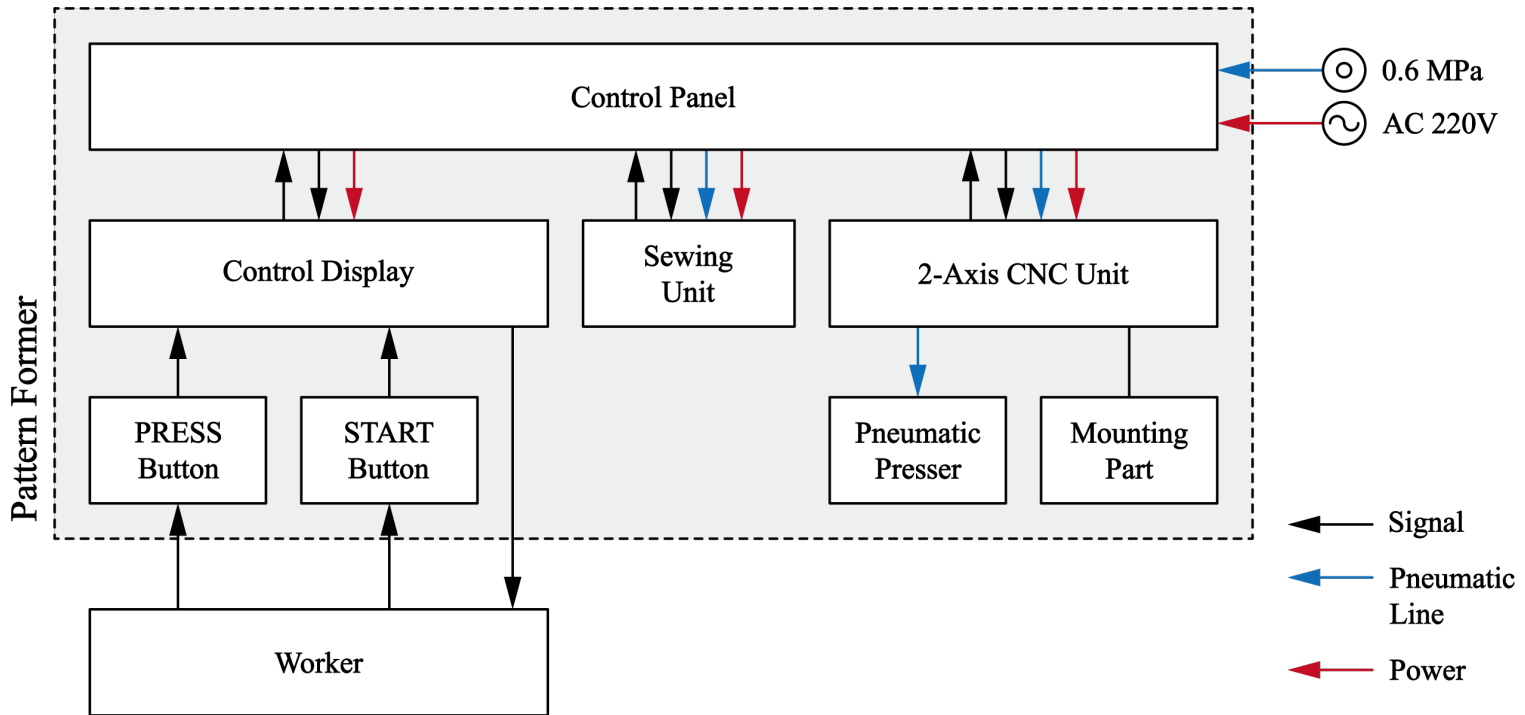 Control Panel
0.6 MPa
AC 220V
Control Display
Sewing
Unit
2-Axis CNC Unit
Pattern Former
PRESS
Button
START
Button
Pneumatic
Presser
Mounting
Part
Signal
Pneumatic
Line
Power
Worker